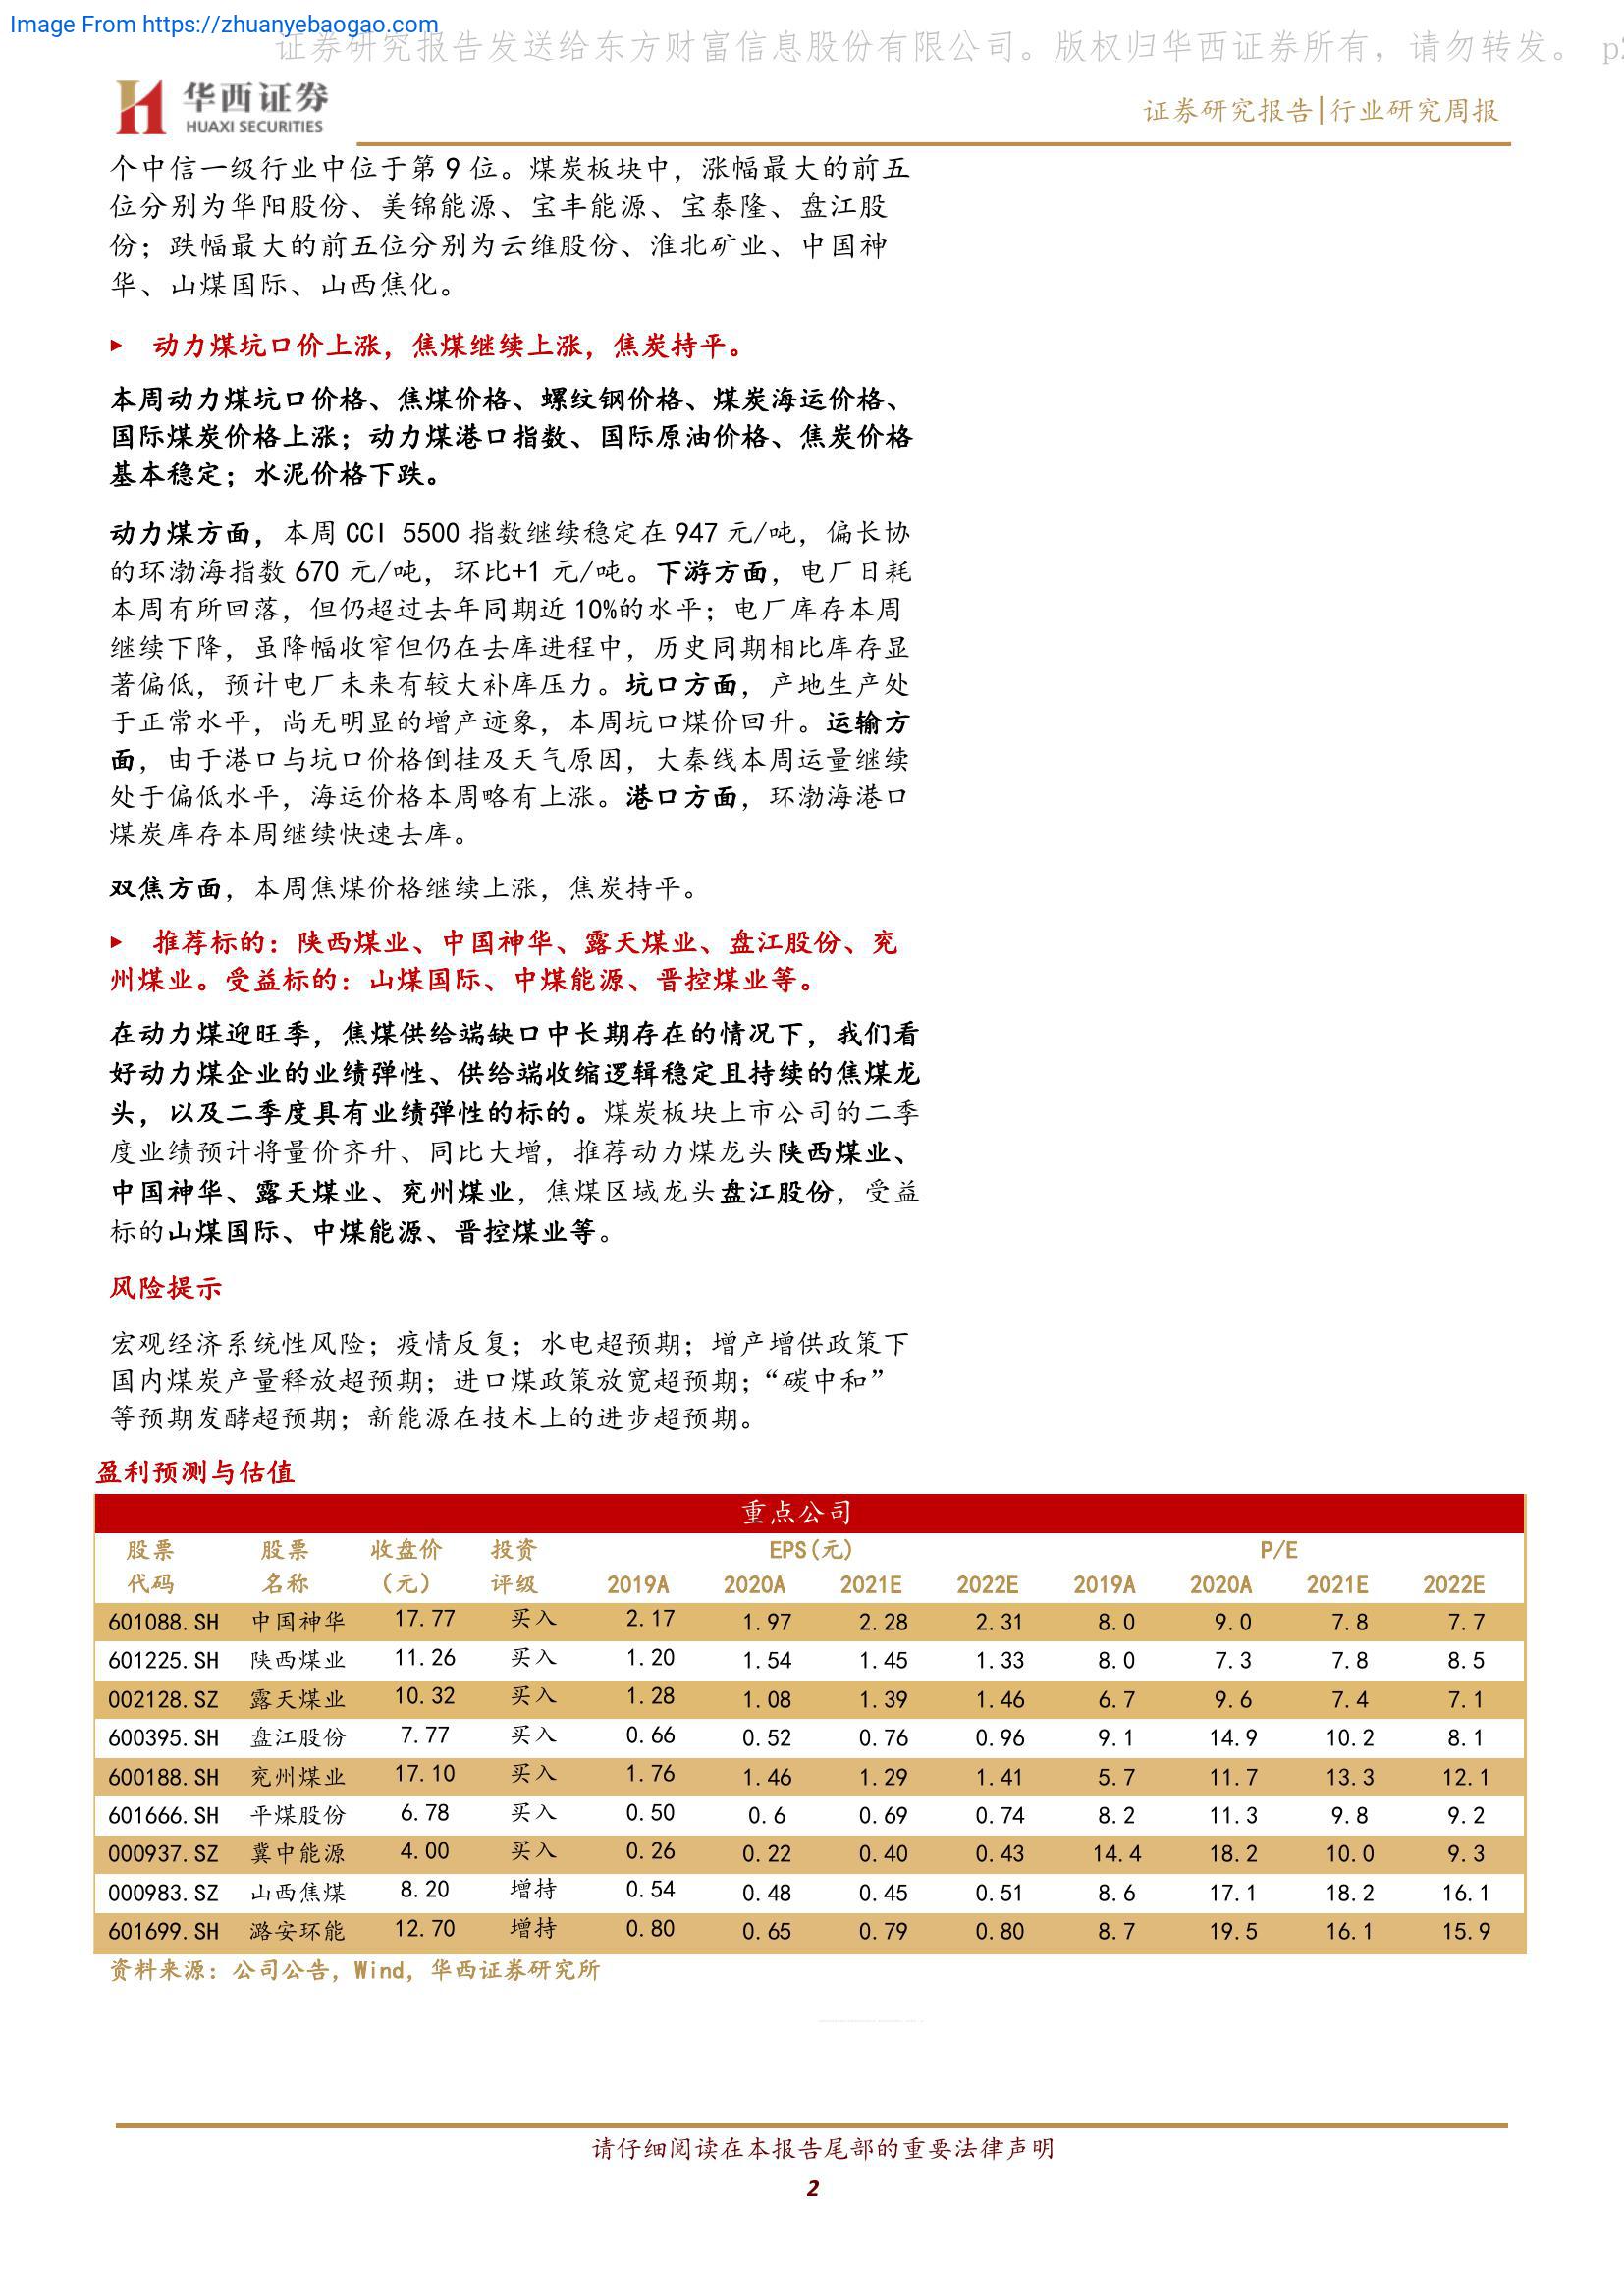 Image From https://zhuanyebaogao.com
证券研究报告发送给东方财富信息股份有限公司。版权归华西证券所有，请勿转发。 p2
华西证券
HUAXI SECURITIES
证券研究报告|行业研究周报
个中信一级行业中位于第 9 位。煤炭板块中，涨幅最大的前五
位分别为华阳股份、美锦能源、宝丰能源、宝泰隆、盘江股
份；跌幅最大的前五位分别为云维股份、淮北矿业、中国神
华、山煤国际、山西焦化。
▶ 动力煤坑口价上涨，焦煤继续上涨，焦炭持平。
本周动力煤坑口价格、焦煤价格、螺纹钢价格、煤炭海运价格、
国际煤炭价格上涨；动力煤港口指数、国际原油价格、焦炭价格
基本稳定；水泥价格下跌。
动力煤方面，本周 CCI 5500 指数继续稳定在 947 元/吨，偏长协
的环渤海指数 670 元/吨，环比+1 元/吨。下游方面，电厂日耗
本周有所回落，但仍超过去年同期近 10%的水平；电厂库存本周
继续下降，虽降幅收窄但仍在去库进程中，历史同期相比库存显
著偏低，预计电厂未来有较大补库压力。坑口方面，产地生产处
于正常水平，尚无明显的增产迹象，本周坑口煤价回升。运输方
面，由于港口与坑口价格倒挂及天气原因，大秦线本周运量继续
处于偏低水平，海运价格本周略有上涨。港口方面，环渤海港口
煤炭库存本周继续快速去库。
双焦方面，本周焦煤价格继续上涨，焦炭持平。
▶ 推荐标的：陕西煤业、中国神华、露天煤业、盘江股份、兖
州煤业。受益标的：山煤国际、中煤能源、晋控煤业等。
在动力煤迎旺季，焦煤供给端缺口中长期存在的情况下，我们看
好动力煤企业的业绩弹性、供给端收缩逻辑稳定且持续的焦煤龙
头，以及二季度具有业绩弹性的标的。煤炭板块上市公司的二季
度业绩预计将量价齐升、同比大增，推荐动力煤龙头陕西煤业、
中国神华、露天煤业、兖州煤业，焦煤区域龙头盘江股份，受益
标的山煤国际、中煤能源、晋控煤业等。
风险提示
宏观经济系统性风险；疫情反复；水电超预期；增产增供政策下
国内煤炭产量释放超预期；进口煤政策放宽超预期；“碳中和”
等预期发酵超预期；新能源在技术上的进步超预期。
盈利预测与估值
重点公司
股票 股票 收盘价 投资 EPS(元) P/E
代码 名称 （元） 评级 2019A 2020A 2021E 2022E 2019A 2020A 2021E 2022E
601088.SH 中国神华 17.77 买入 2.17 1.97 2.28 2.31 8.0 9.0 7.8 7.7
601225.SH 陕西煤业 11.26 买入 1.20 1.54 1.45 1.33 8.0 7.3 7.8 8.5
002128.SZ 露天煤业 10.32 买入 1.28 1.08 1.39 1.46 6.7 9.6 7.4 7.1
600395.SH 盘江股份 7.77 买入 0.66 0.52 0.76 0.96 9.1 14.9 10.2 8.1
600188.SH 兖州煤业 17.10 买入 1.76 1.46 1.29 1.41 5.7 11.7 13.3 12.1
601666.SH 平煤股份 6.78 买入 0.50 0.6 0.69 0.74 8.2 11.3 9.8 9.2
000937.SZ 冀中能源 4.00 买入 0.26 0.22 0.40 0.43 14.4 18.2 10.0 9.3
000983.SZ 山西焦煤 8.20 增持 0.54 0.48 0.45 0.51 8.6 17.1 18.2 16.1
601699.SH 潞安环能 12.70 增持 0.80 0.65 0.79 0.80 8.7 19.5 16.1 15.9
资料来源：公司公告，Wind，华西证券研究所
请仔细阅读在本报告尾部的重要法律声明
2